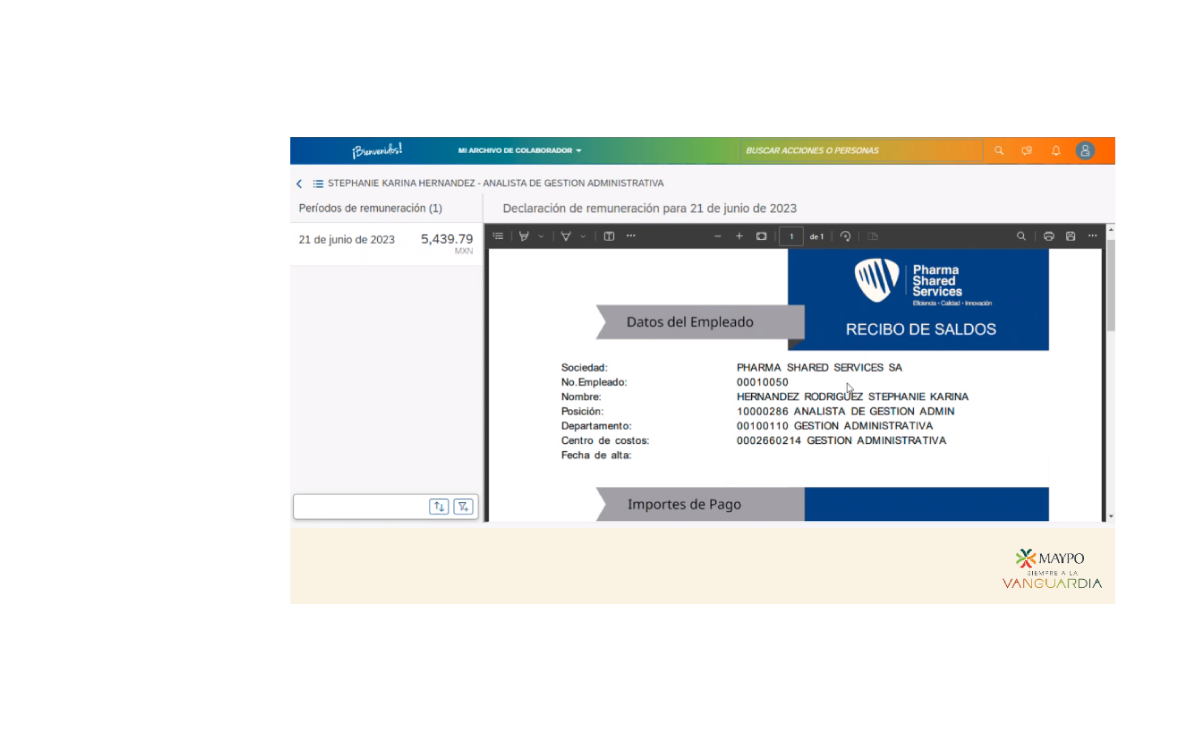 ¡Bienvenidos!
MI ARCHIVO DE COLABORADOR
BUSCAR ACCIONES O PERSONAS
STEPHANIE KARINA HERNANDEZ - ANALISTA DE GESTION ADMINISTRATIVA
Períodos de remuneración (1)
Declaración de remuneración para 21 de junio de 2023
21 de junio de 2023 5,439.79
MXN
1 de 1
Pharma
Shared
Services
Eficiencia - Calidad - Innovación
Datos del Empleado
RECIBO DE SALDOS
Sociedad: PHARMA SHARED SERVICES SA
No.Empleado: 00010050
Nombre: HERNANDEZ RODRIGUEZ STEPHANIE KARINA
Posición: 10000286 ANALISTA DE GESTION ADMIN
Departamento: 00100110 GESTION ADMINISTRATIVA
Centro de costos: 0002660214 GESTION ADMINISTRATIVA
Fecha de alta:
Importes de Pago
MAYPO
SIEMPRE A LA
VANGUARDIA